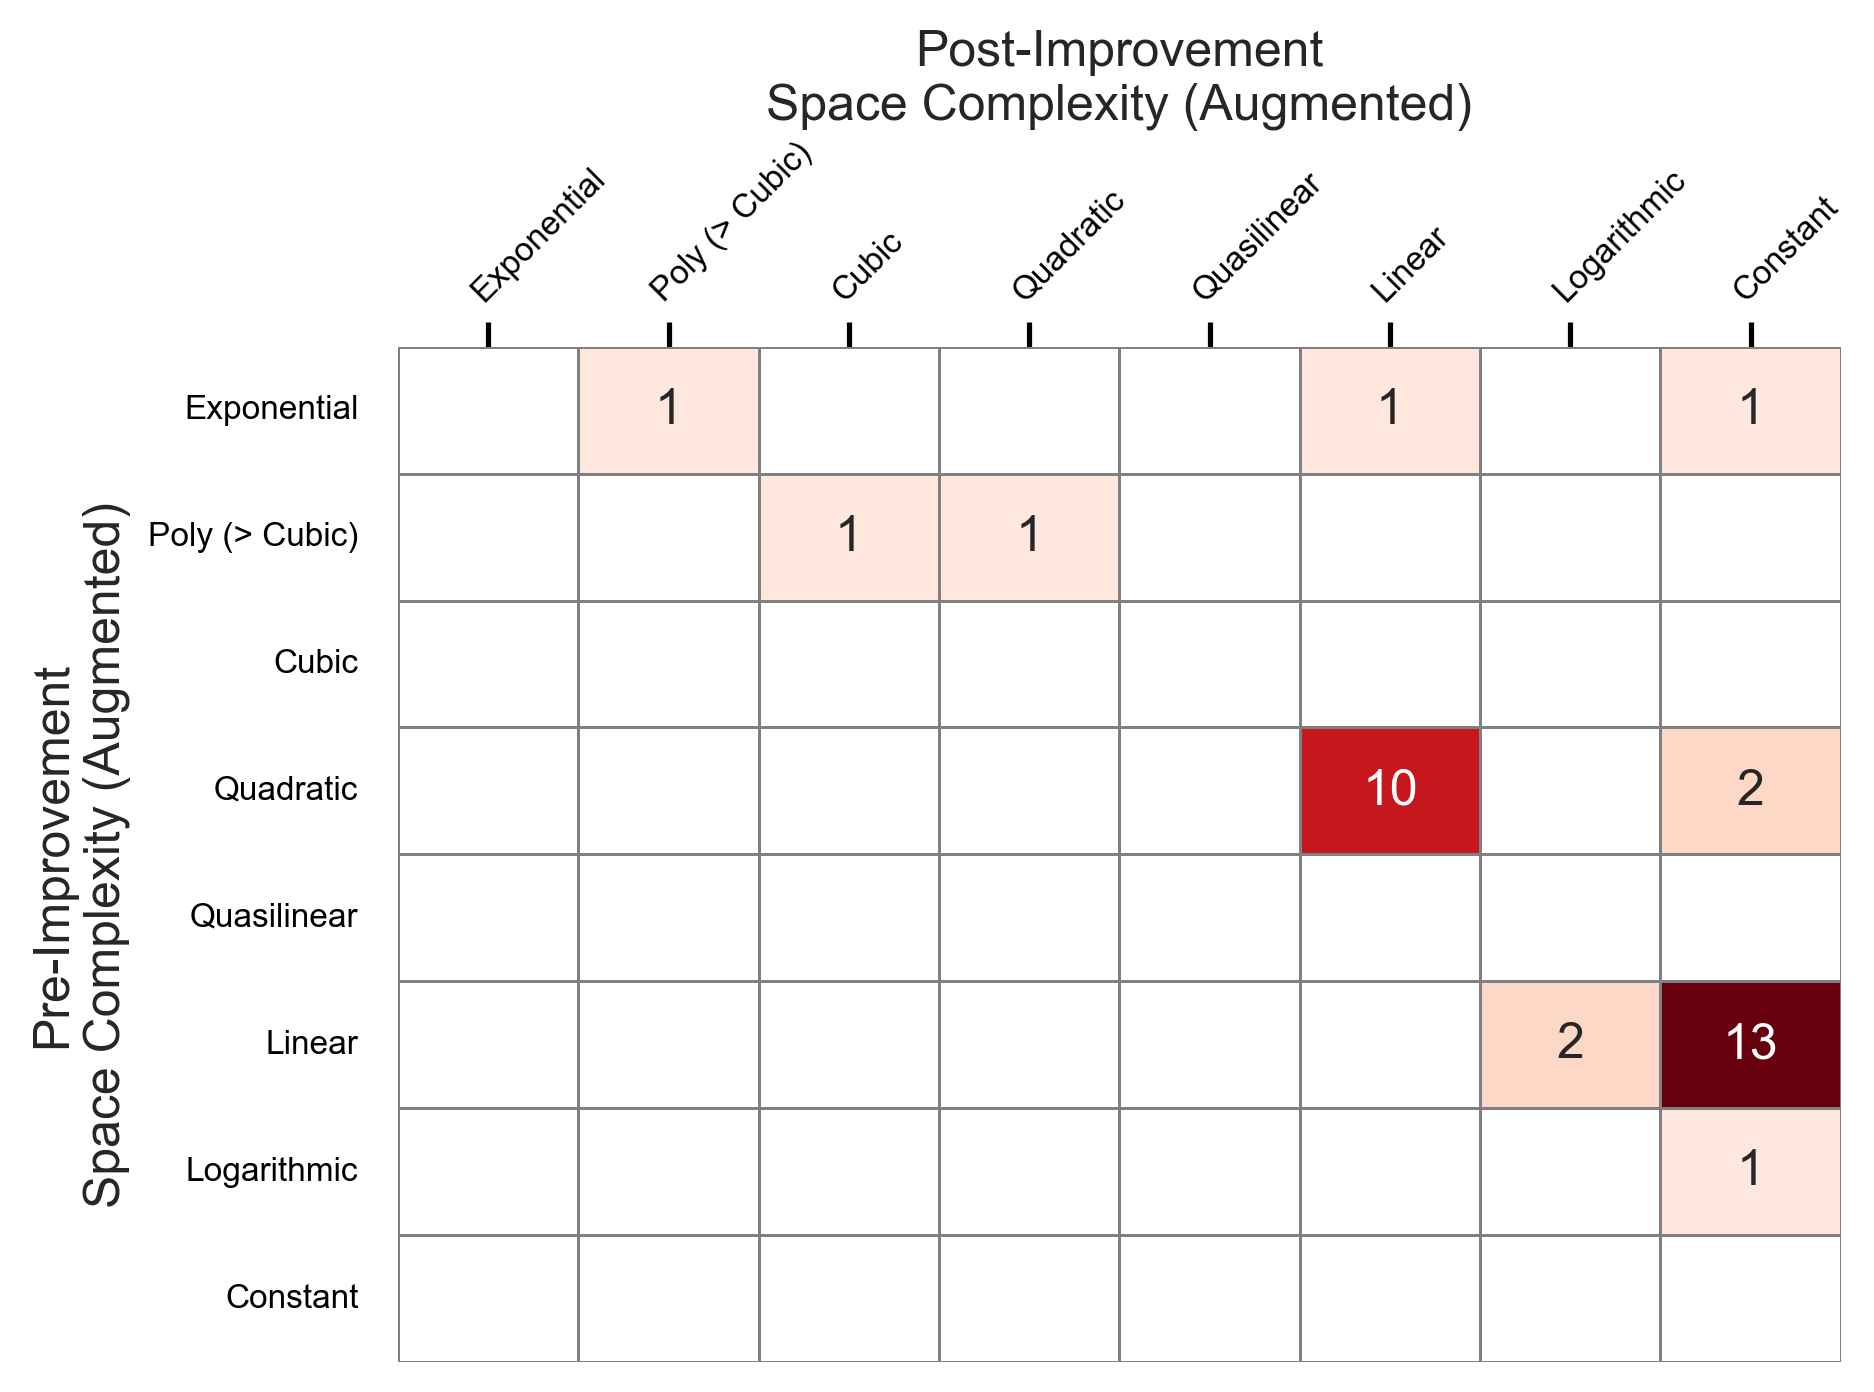 Post-Improvement
Space Complexity (Augmented)
Exponential
Poly (> Cubic)
Cubic
Quadratic
Quasilinear
Linear
Logarithmic
Constant
Pre-Improvement
Space Complexity (Augmented)
Exponential 1 1 1
Poly (> Cubic) 1 1
Cubic
Quadratic 10 2
Quasilinear
Linear 2 13
Logarithmic 1
Constant